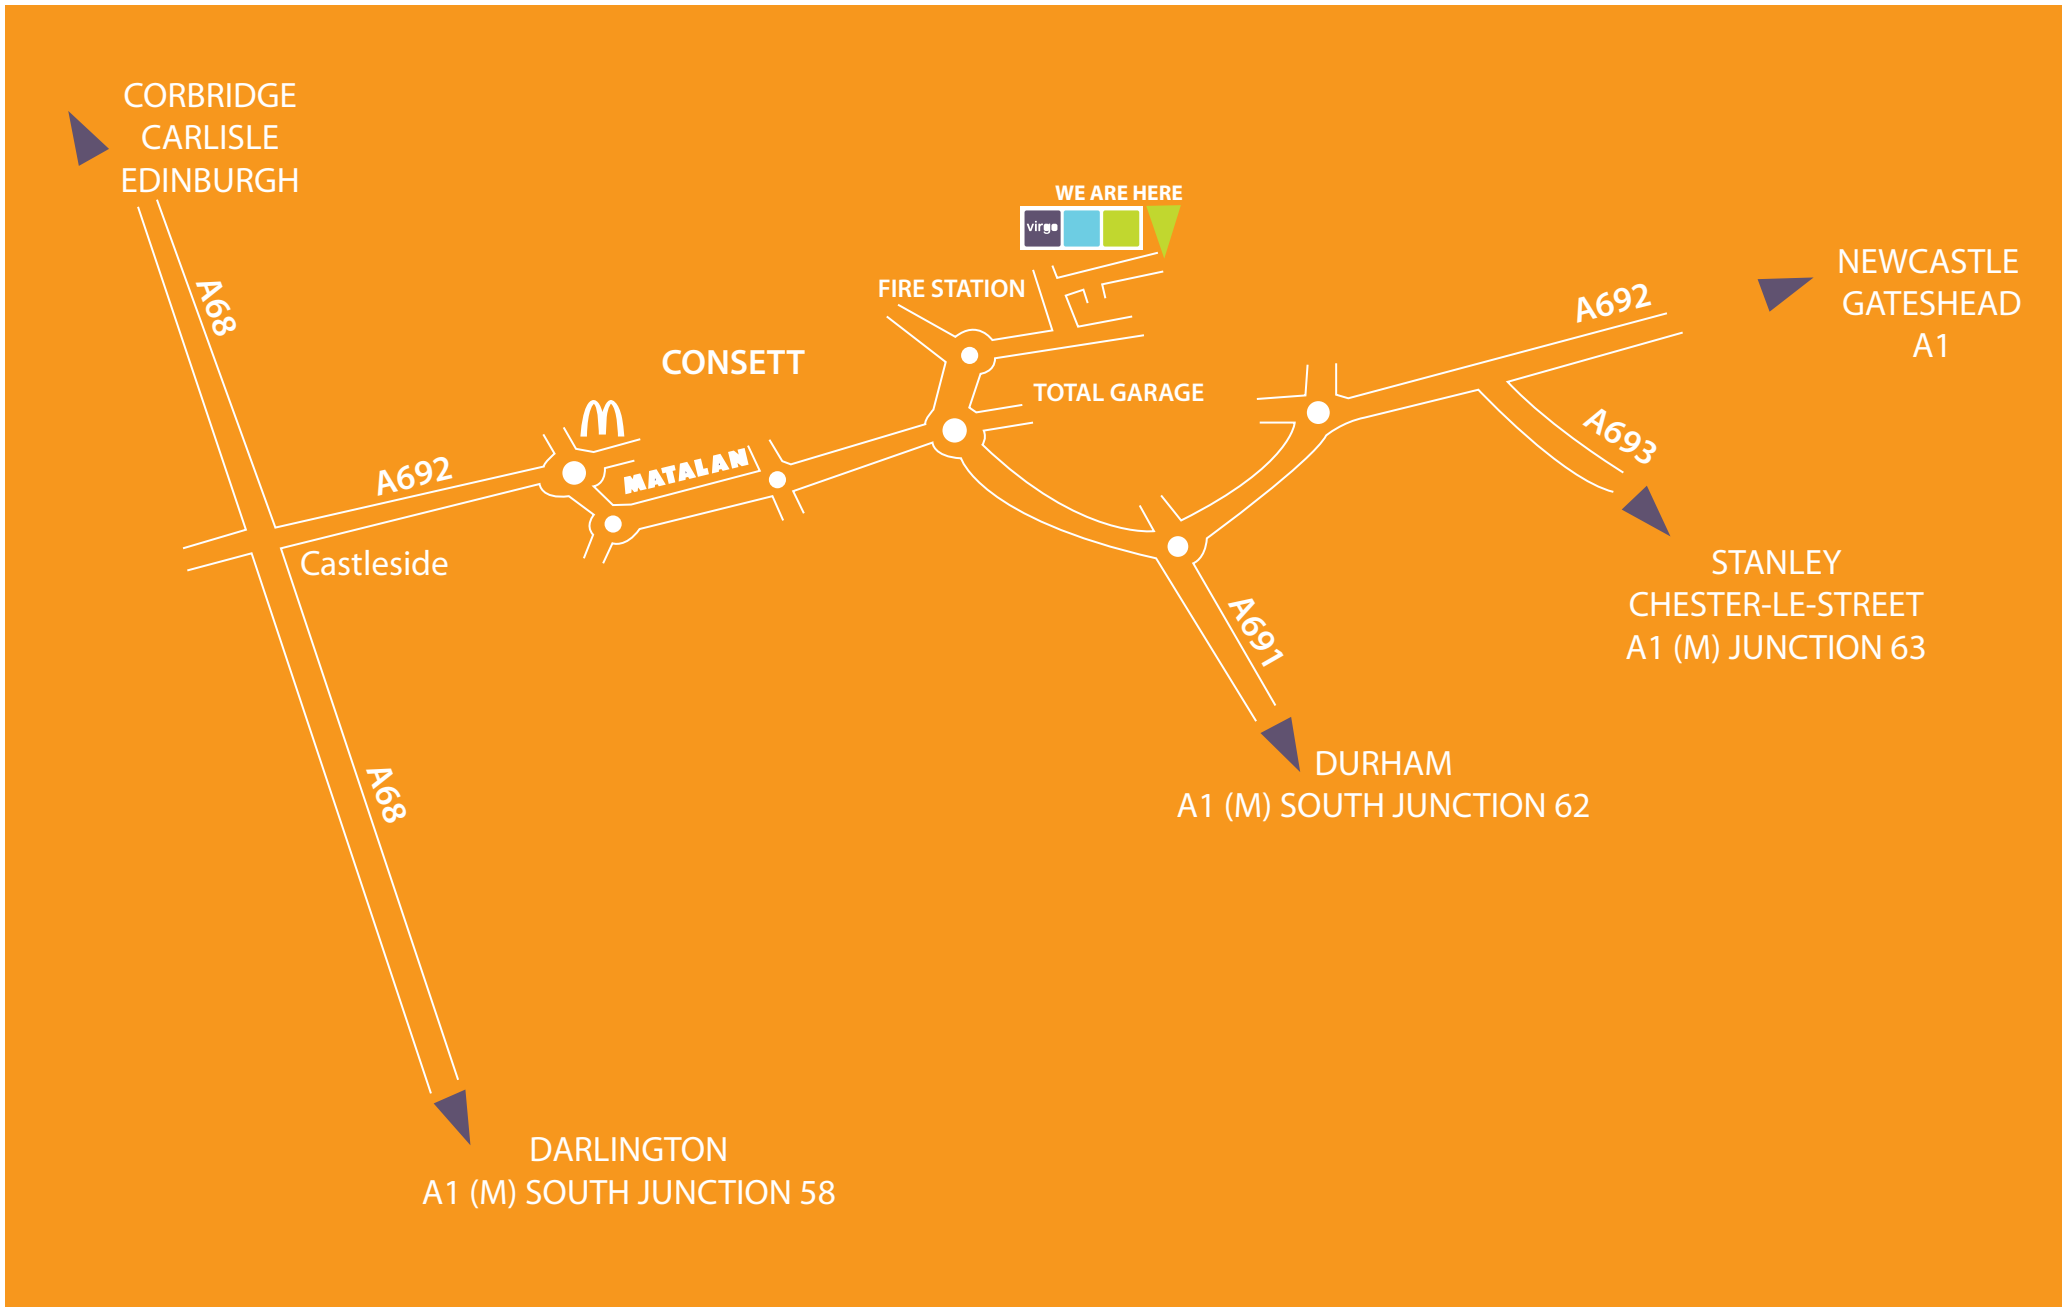 CORBRIDGE
CARLISLE
EDINBURGH
A68
WE ARE HERE
virgo
FIRE STATION
NEWCASTLE
GATESHEAD
A1
A692
CONSETT
TOTAL GARAGE
A693
MATALAN
A692
Castleside
STANLEY
CHESTER-LE-STREET
A1 (M) JUNCTION 63
A691
DURHAM
A1 (M) SOUTH JUNCTION 62
A68
DARLINGTON
A1 (M) SOUTH JUNCTION 58